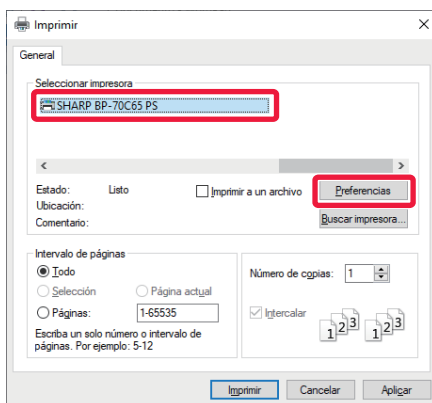 Imprimir
General
Seleccionar impresora
SHARP BP-70C65 PS
Estado: Listo
Imprimir a un archivo
Preferencias
Ubicación:
Comentario:
Buscar impresora...
Intervalo de páginas
Todo
Selección
Página actual
Páginas: 1-65535
Escriba un solo número o intervalo de
páginas. Por ejemplo: 5-12
Número de copias: 1
Intercalar
1 2 3 1 2 3
Imprimir Cancelar Aplicar